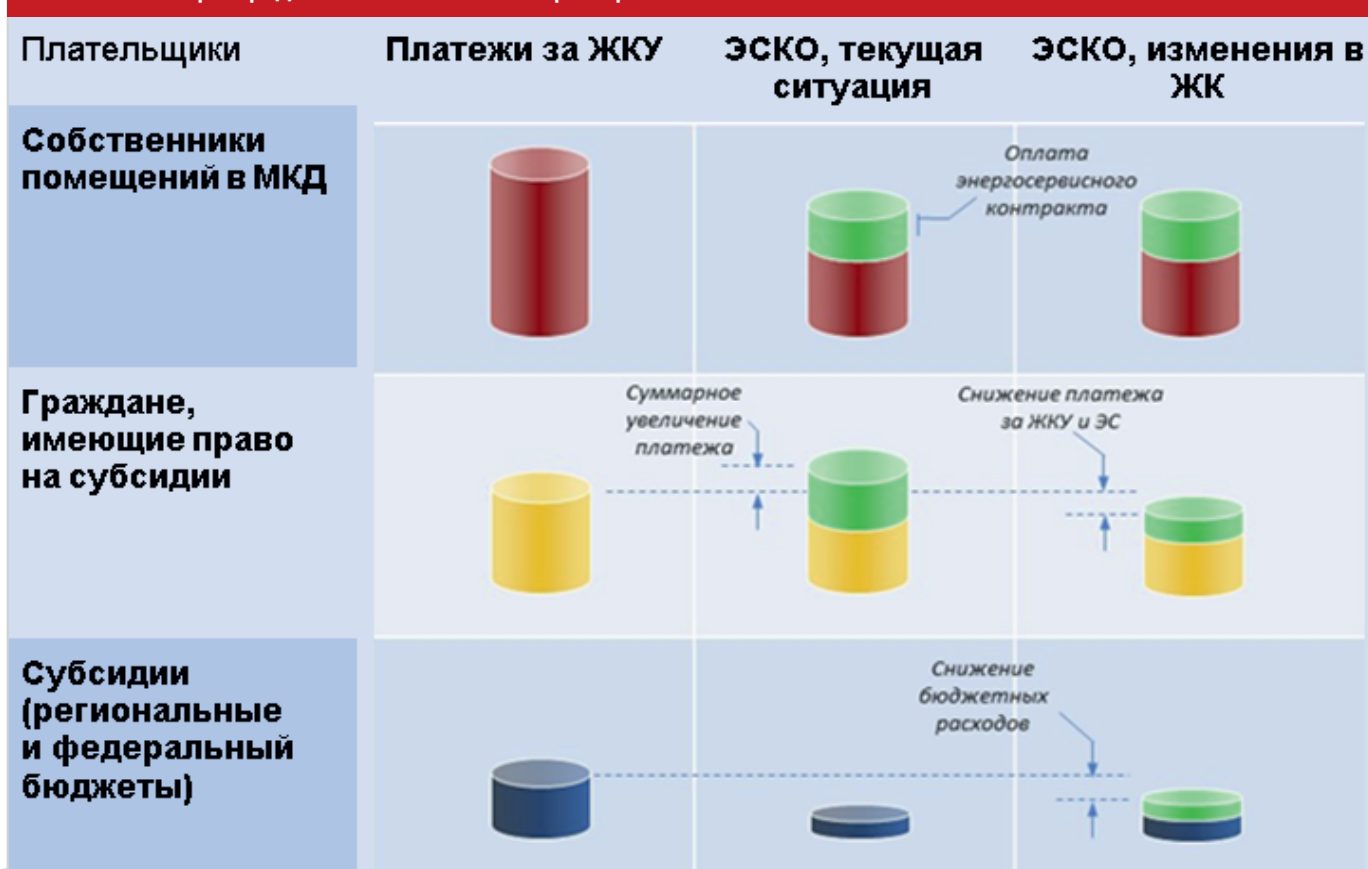 Плательщики
Платежи за ЖКУ
ЭСКО, текущая
ситуация
ЭСКО, изменения в
ЖК
Собственники
помещений в МКД
Оплата
энергосервисного
контракта
Граждане,
имеющие право
на субсидии
Суммарное
увеличение
платежа
Снижение платежа
за ЖКУ и ЭС
Субсидии
(региональные
и федеральный
бюджеты)
Снижение
бюджетных
расходов